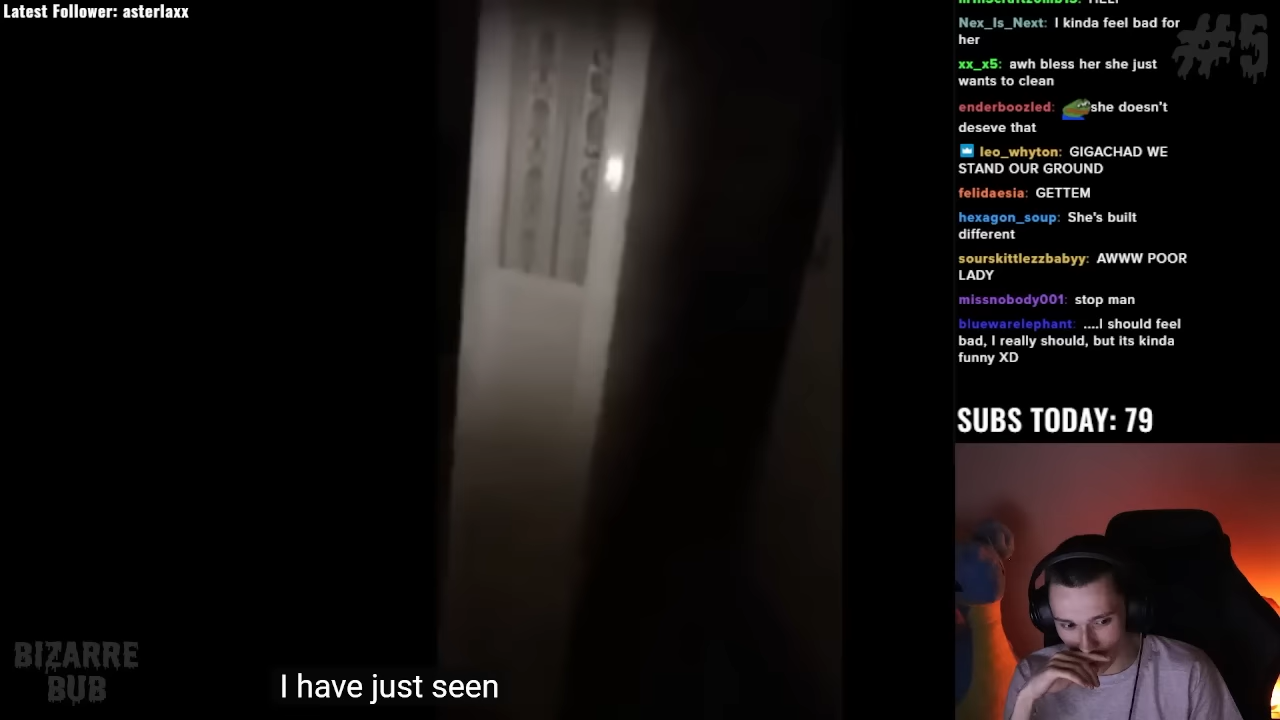 Latest Follower: asterlaxx
HELP
Nex_Is_Next: I kinda feel bad for
her
xx_x5: awh bless her she just
wants to clean
enderboozled: she doesn't
deseve that
leo_whyton: GIGACHAD WE
STAND OUR GROUND
felidaesia: GETTEM
hexagon_soup: She's built
different
sourskittlezzbabyy: AWWW POOR
LADY
missnobody001: stop man
bluewarelephant: ....I should feel
bad, I really should, but its kinda
funny XD
#5
SUBS TODAY: 79
BIZARRE
BUB
I have just seen